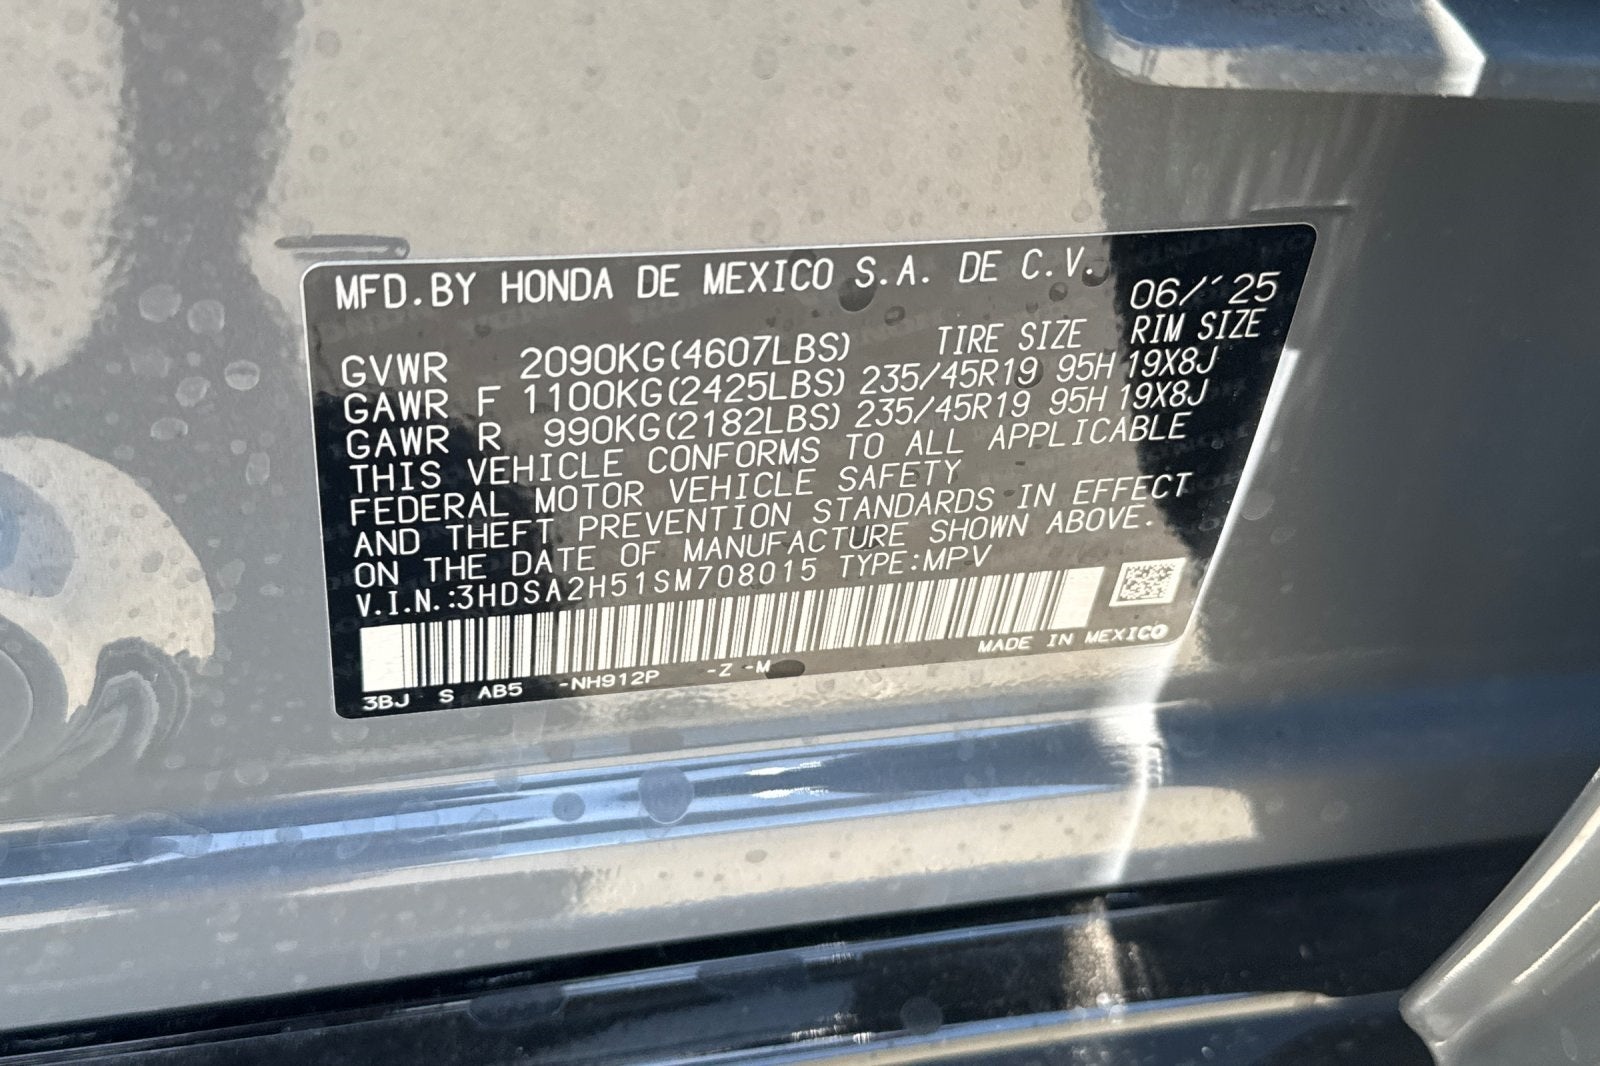 MFD.BY HONDA DE MEXICO S.A. DE C.V. 06/'25
GVWR 2090KG(4607LBS) TIRE SIZE RIM SIZE
GAWR F 1100KG(2425LBS) 235/45R19 95H 19X8J
GAWR R 990KG(2182LBS) 235/45R19 95H 19X8J
THIS VEHICLE CONFORMS TO ALL APPLICABLE
FEDERAL MOTOR VEHICLE SAFETY
AND THEFT PREVENTION STANDARDS IN EFFECT
ON THE DATE OF MANUFACTURE SHOWN ABOVE.
V.I.N.:3HDSA2H51SM708015 TYPE:MPV
MADE IN MEXICO
3BJ S AB5 -NH912P -Z -M